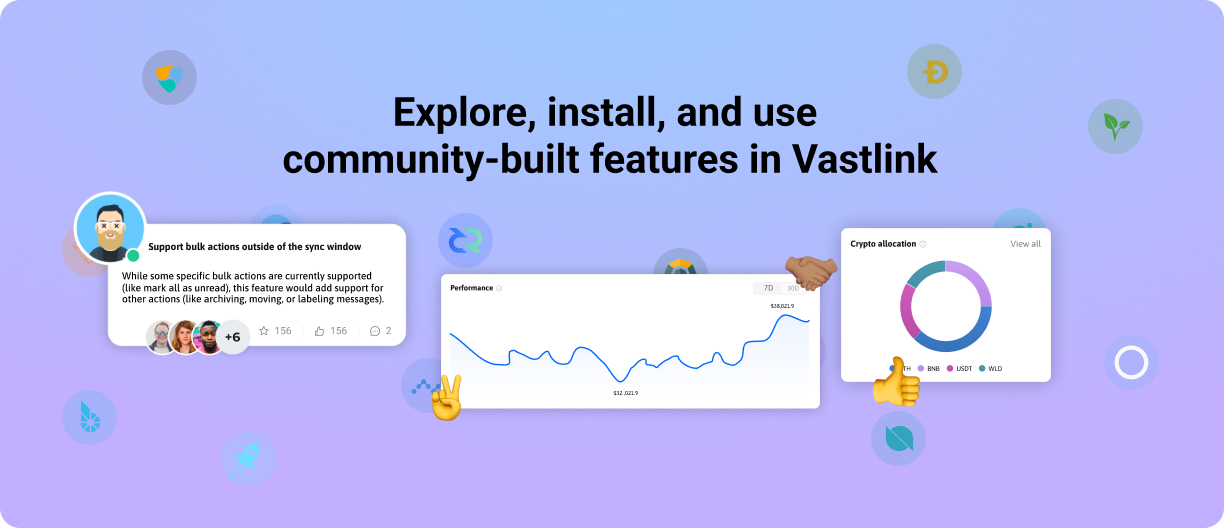 Explore, install, and use
community-built features in Vastlink
Support bulk actions outside of the sync window
While some specific bulk actions are currently supported
(like mark all as unread), this feature would add support for
other actions (like archiving, moving, or labeling messages).
+6
156
156
2
Performance
7D
30D
$38,021.9
$32 ,021.9
Crypto allocation
View all
TH
BNB
USDT
WLD